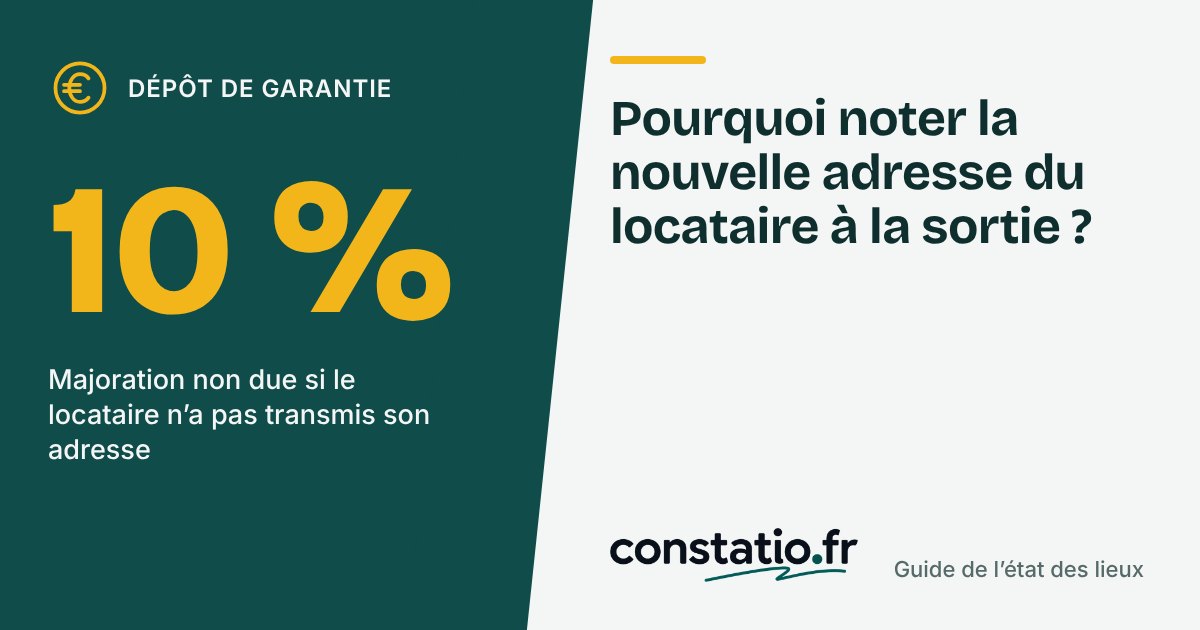 DÉPÔT DE GARANTIE
10 %
Majoration non due si le
locataire n’a pas transmis son
adresse
Pourquoi noter la
nouvelle adresse du
locataire à la sortie ?
constatio.fr
Guide de l’état des lieux